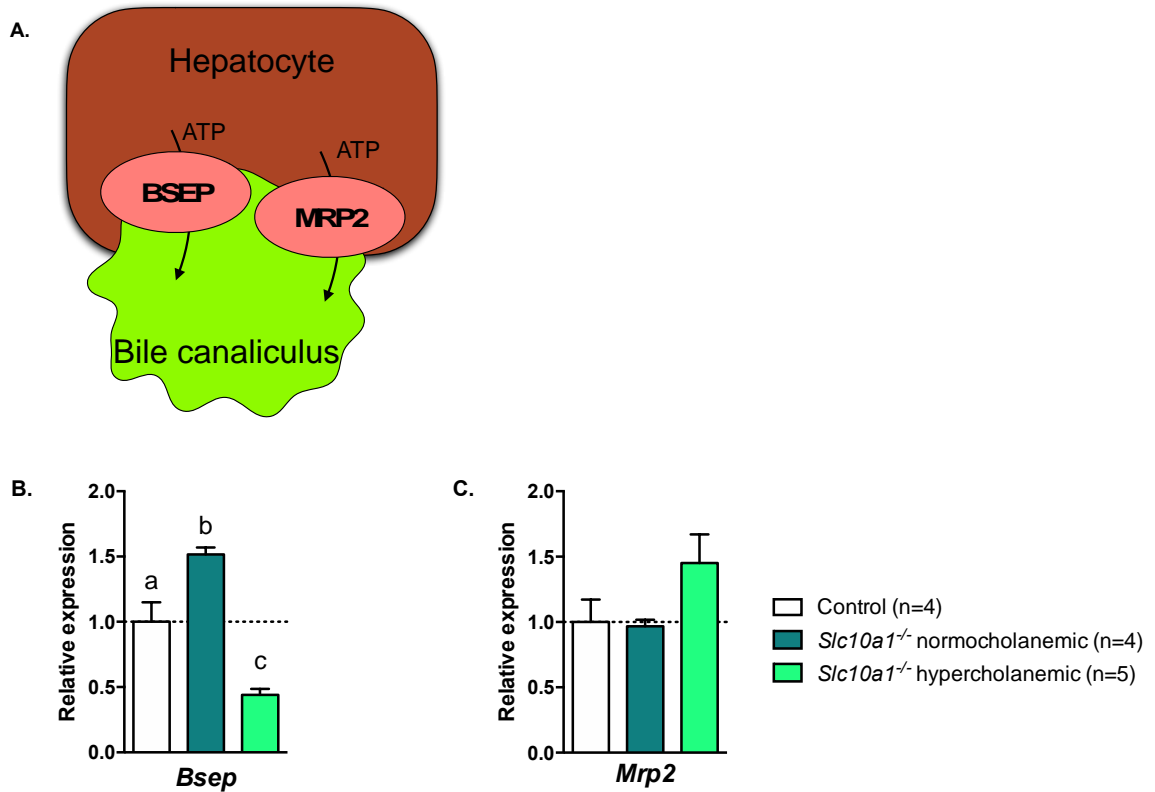 A.
Hepatocyte
ATP
ATP
BSEP
MRP2
Bile canaliculus
B.
Relative expression
2.0
1.5
1.0
0.5
0.0
a
b
c
Bsep
C.
Relative expression
2.0
1.5
1.0
0.5
0.0
Mrp2
Control (n=4)
Slc10a1-/- normocholanemic (n=4)
Slc10a1-/- hypercholanemic (n=5)